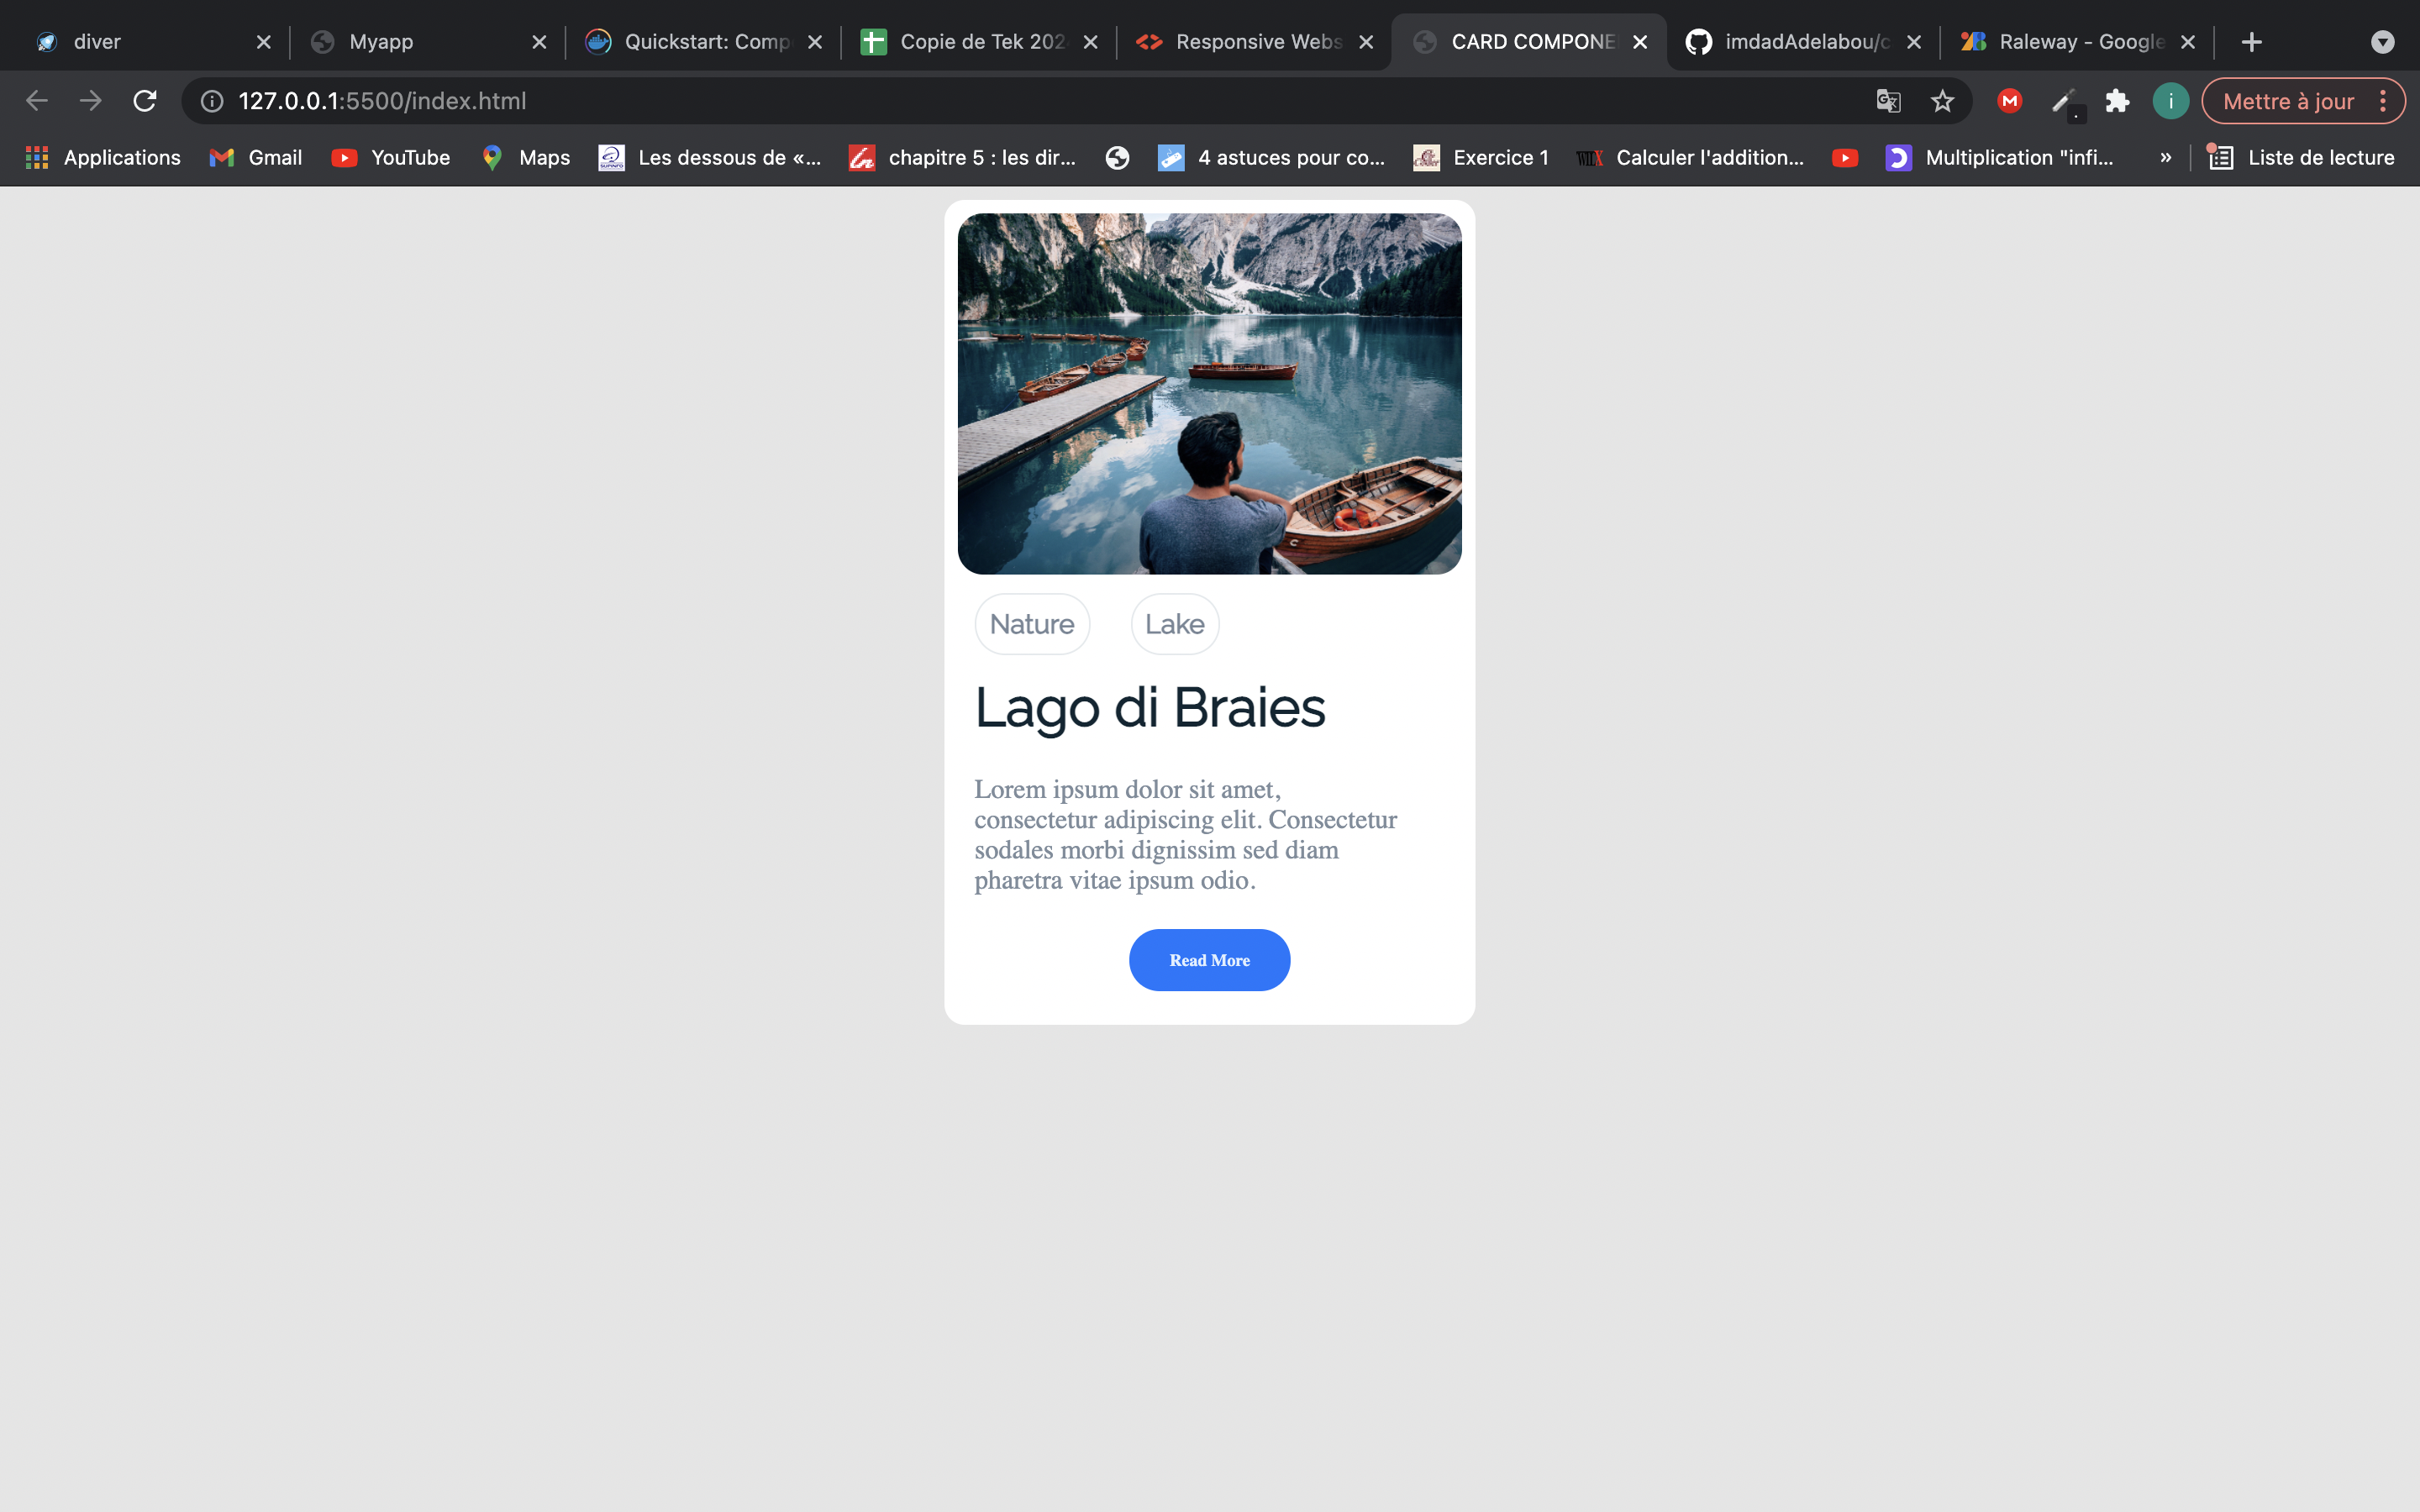 diver
Myapp
Quickstart: Comp
Copie de Tek 202
Responsive Webs
CARD COMPONE
imdadAdelabou/c
Raleway - Google
127.0.0.1:5500/index.html
Mettre à jour
Applications
Gmail
YouTube
Maps
Les dessous de «...
chapitre 5 : les dir...
4 astuces pour co...
Exercice 1
Calculer l'addition...
Multiplication "infi...
»
Liste de lecture
Nature
Lake
Lago di Braies
Lorem ipsum dolor sit amet,
consectetur adipiscing elit. Consectetur
sodales morbi dignissim sed diam
pharetra vitae ipsum odio.
Read More